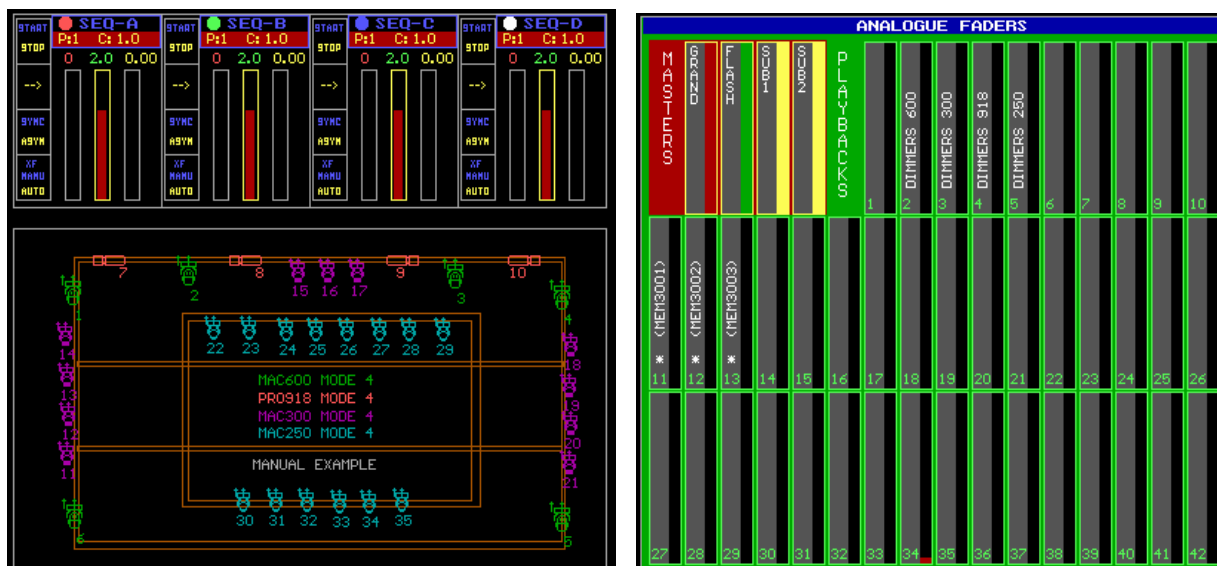 START SEQ-A START SEQ-B START SEQ-C START SEQ-D
STOP P:1 C: 1.0 STOP P:1 C: 1.0 STOP P:1 C: 1.0 STOP P:1 C: 1.0
0 2.0 0.00 0 2.0 0.00 0 2.0 0.00 0 2.0 0.00
--> --> --> -->
SYNC SYNC SYNC SYNC
ASYM ASYM ASYM ASYM
XF XF XF XF
MANU MANU MANU MANU
AUTO AUTO AUTO AUTO
7 8 9 10
2 15 16 17 3
1 4
22 23 24 25 26 27 28 29
14 18
13 MAC600 MODE 4 19
PRO918 MODE 4
12 MAC300 MODE 4 20
MAC250 MODE 4
11 MANUAL EXAMPLE 21
30 31 32 33 34 35
6 5
ANALOGUE FADERS
MASTERS
GRAND
FLASH
SUB1
SUB2
PLAYBACKS
DIMMERS 600
DIMMERS 300
DIMMERS 918
DIMMERS 250
1 2 3 4 5 6 7 8 9 10
* (MEM3001)
* (MEM3002)
* (MEM3003)
11 12 13 14 15 16 17 18 19 20 21 22 23 24 25 26
27 28 29 30 31 32 33 34 35 36 37 38 39 40 41 42